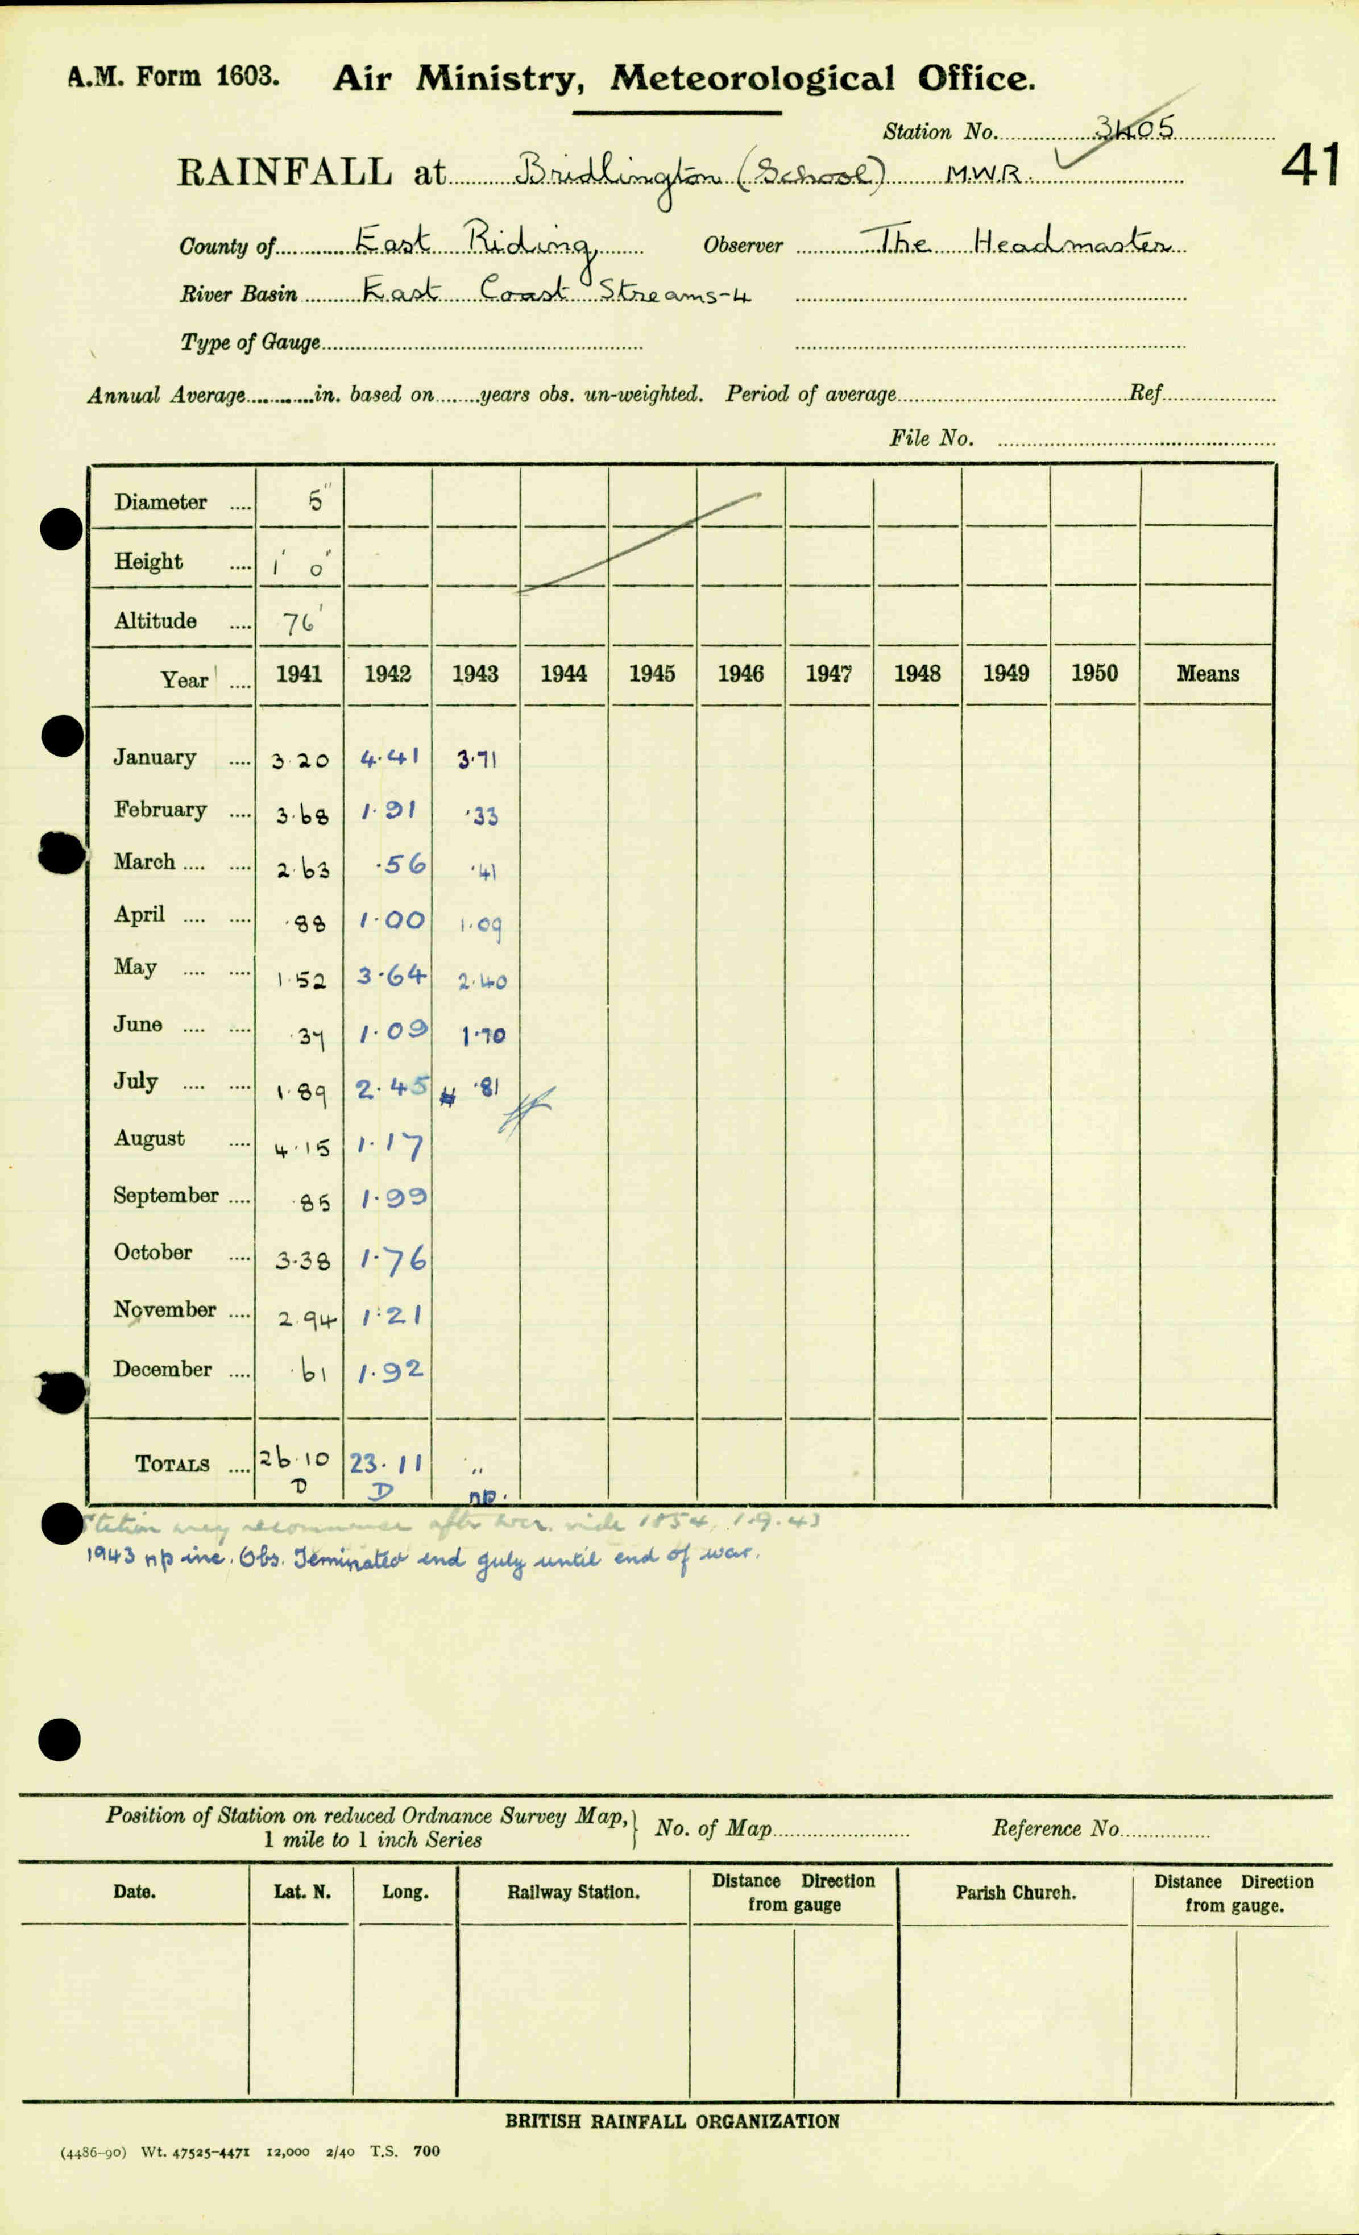 A.M. Form 1603. Air Ministry, Meteorological Office.
Station No. 3405
41
RAINFALL at Bridlington (School) M.W.R.
County of East Riding Observer The Headmaster
River Basin East Coast Streams-4
Type of Gauge
Annual Average in. based on years obs. un-weighted. Period of average Ref
File No.
Diameter .... 5"
Height .... 1' 0"
Altitude .... 76'
Year .... 1941 1942 1943 1944 1945 1946 1947 1948 1949 1950 Means
January .... 3.20 4.41 3.71
February .... 3.68 1.91 .33
March .... .... 2.63 .56 .41
April .... .... .88 1.00 1.09
May .... .... 1.52 3.64 2.40
June .... .... .37 1.09 1.70
July .... .... 1.89 2.45 # .81 #
August .... 4.15 1.17
September .... .85 1.99
October .... 3.38 1.76
November .... 2.94 1.21
December .... .61 1.92
TOTALS .... 26.10 23.11 ..
D D np.
Station may recommence after war. vide 1854, 1.9.43
1943 np inc. Obs. Teminated end july until end of war.
Position of Station on reduced Ordnance Survey Map, } No. of Map Reference No
1 mile to 1 inch Series
Date. Lat. N. Long. Railway Station. Distance Direction from gauge Parish Church. Distance Direction from gauge.
BRITISH RAINFALL ORGANIZATION
(4486-90) Wt. 47525-4471 12,000 2/40 T.S. 700